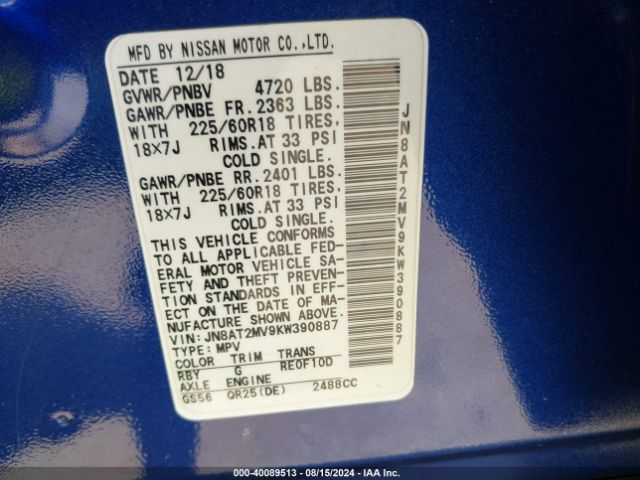 MFD BY NISSAN MOTOR CO.,LTD.
DATE 12/18
GVWR/PNBV 4720 LBS.
GAWR/PNBE FR. 2363 LBS.
WITH 225/60R18 TIRES,
18X7J RIMS.AT 33 PSI
COLD SINGLE.
GAWR/PNBE RR. 2401 LBS.
WITH 225/60R18 TIRES,
18X7J RIMS.AT 33 PSI
COLD SINGLE.
THIS VEHICLE CONFORMS
TO ALL APPLICABLE FED-
ERAL MOTOR VEHICLE SA-
FETY AND THEFT PREVEN-
TION STANDARDS IN EFF-
ECT ON THE DATE OF MA-
NUFACTURE SHOWN ABOVE.
VIN:JN8AT2MV9KW390887
TYPE:MPV
COLOR TRIM TRANS
RBY G RE0F10D
AXLE ENGINE
GS56 QR25(DE) 2488CC
JN8AT2MV9KW390887
000-40089513 - 08/15/2024 - IAA Inc.